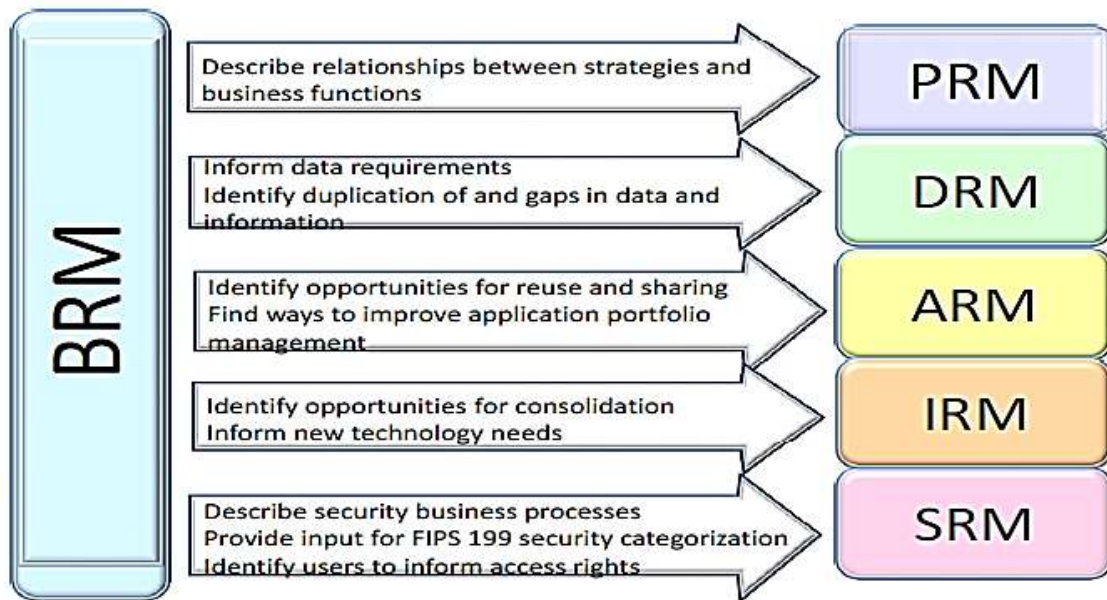 BRM
Describe relationships between strategies and
business functions
PRM
Inform data requirements
Identify duplication of and gaps in data and
information
DRM
Identify opportunities for reuse and sharing
Find ways to improve application portfolio
management
ARM
Identify opportunities for consolidation
Inform new technology needs
IRM
Describe security business processes
Provide input for FIPS 199 security categorization
Identify users to inform access rights
SRM